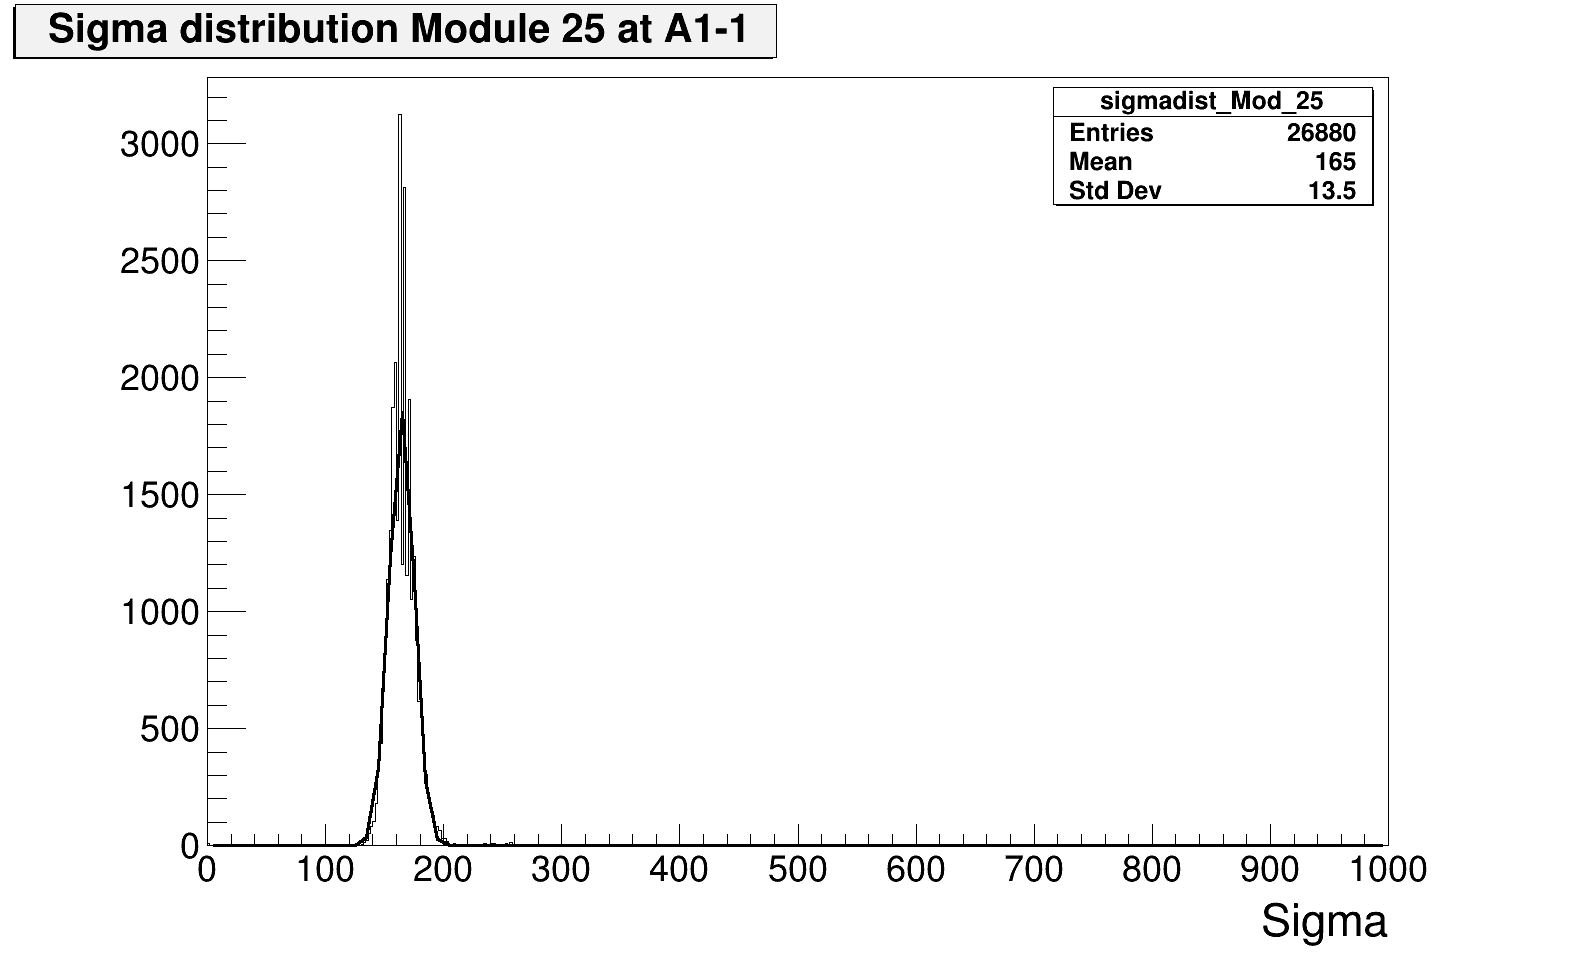 Sigma distribution Module 25 at A1-1
sigmadist_Mod_25
Entries 26880
Mean 165
Std Dev 13.5
3000
2500
2000
1500
1000
500
0
0 100 200 300 400 500 600 700 800 900 1000
Sigma